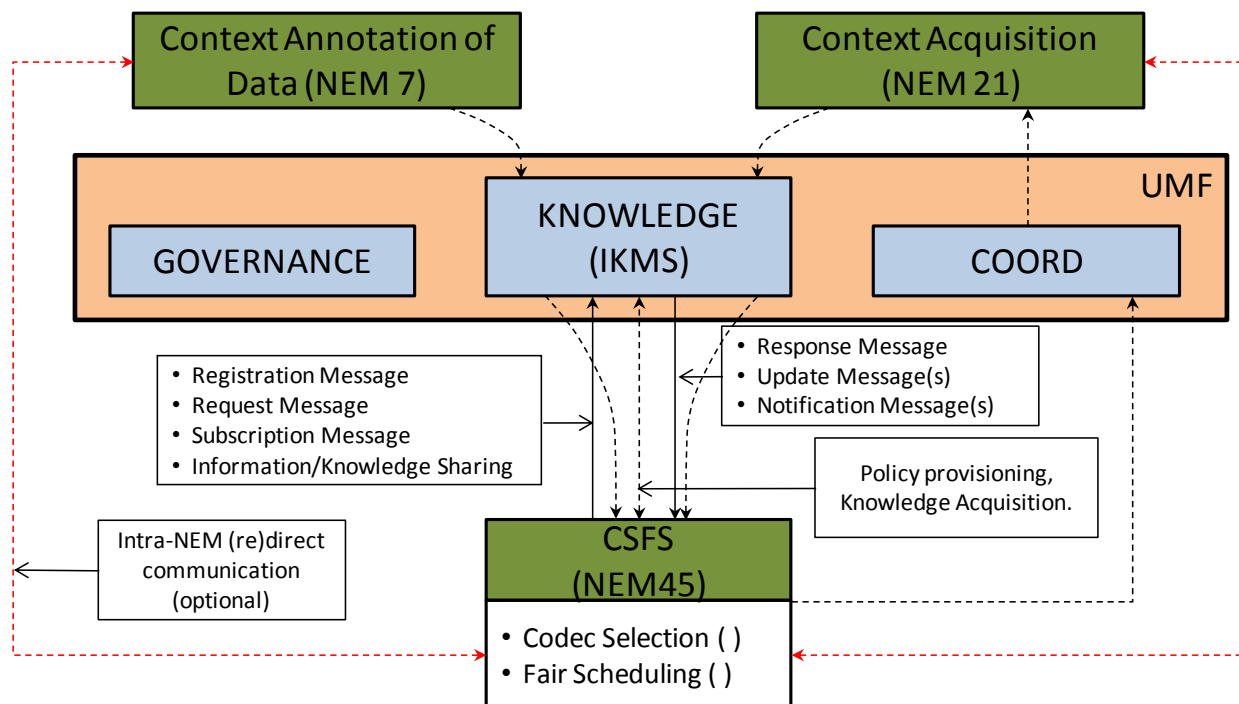 Context Annotation of
Data (NEM 7)
Context Acquisition
(NEM 21)
UMF
KNOWLEDGE
(IKMS)
GOVERNANCE
COORD
• Registration Message
• Request Message
• Subscription Message
• Information/Knowledge Sharing
• Response Message
• Update Message(s)
• Notification Message(s)
Policy provisioning,
Knowledge Acquisition.
Intra-NEM (re)direct
communication
(optional)
CSFS
(NEM45)
• Codec Selection ( )
• Fair Scheduling ( )